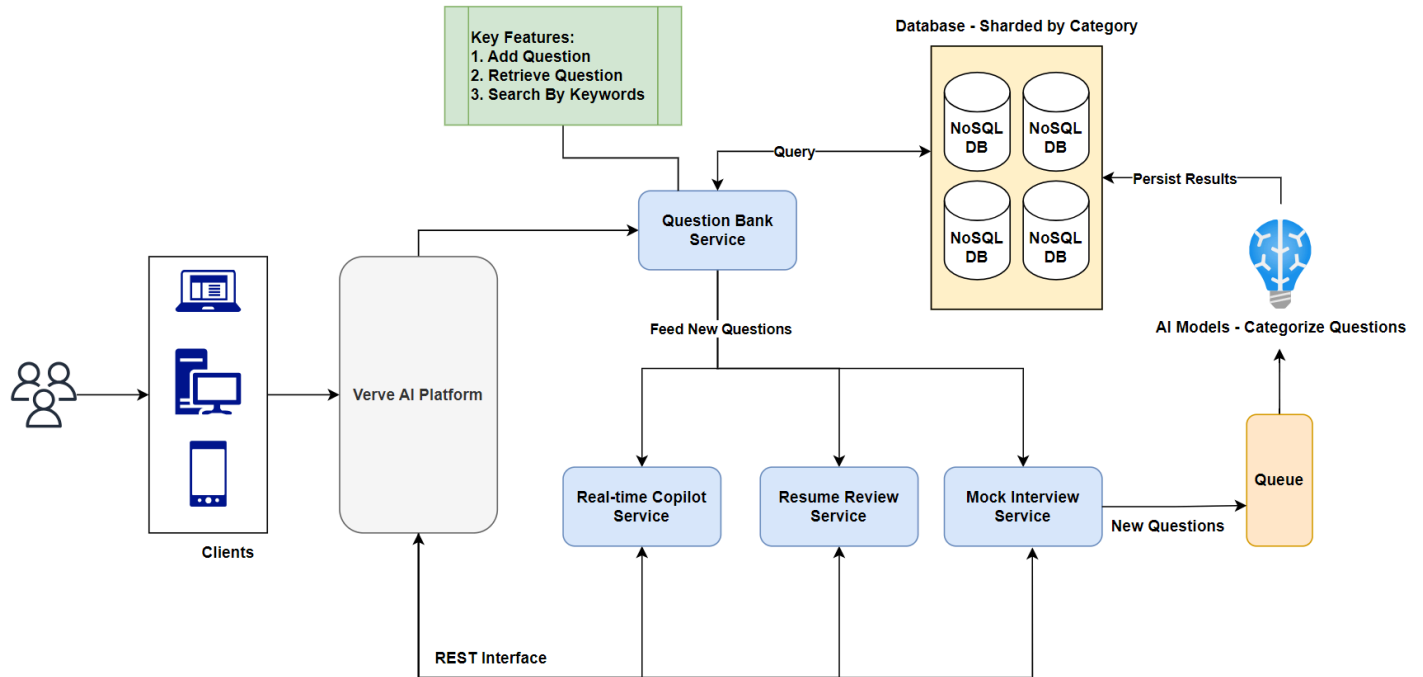 Database - Sharded by Category
Key Features:
1. Add Question
2. Retrieve Question
3. Search By Keywords
NoSQL
DB
NoSQL
DB
Query
Persist Results
NoSQL
DB
NoSQL
DB
Question Bank
Service
Feed New Questions
AI Models - Categorize Questions
Verve AI Platform
Clients
Real-time Copilot
Service
Resume Review
Service
Mock Interview
Service
New Questions
Queue
REST Interface